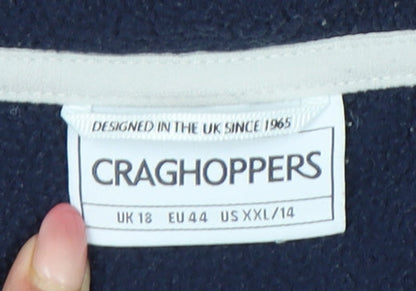 DESIGNED IN THE UK SINCE 1965
CRAGHOPPERS
UK 18 EU 44 US XXL/14